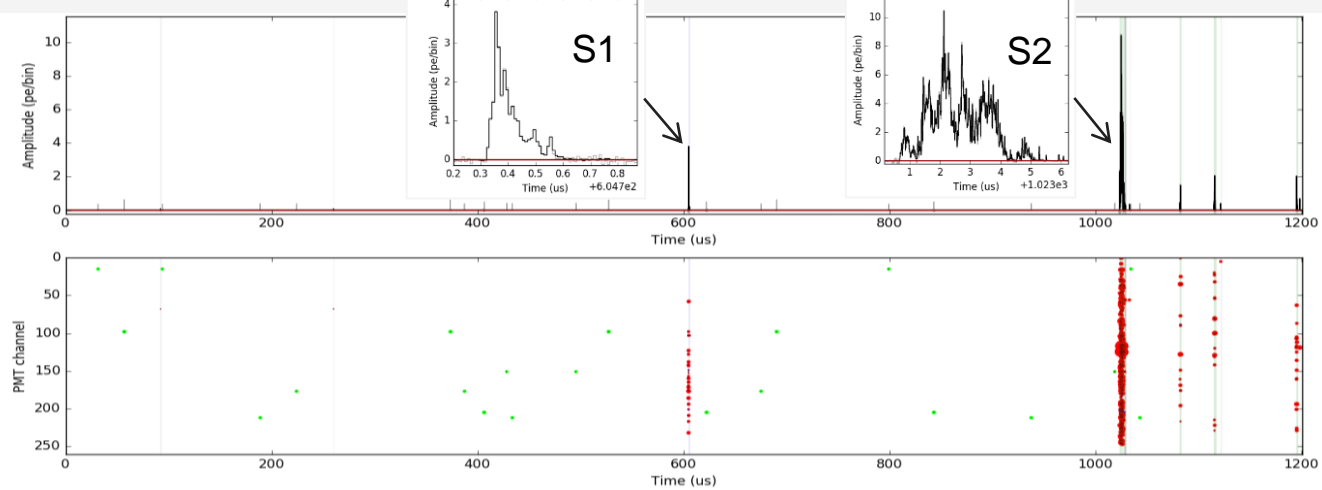 4
3
2
1
0
Amplitude (pe/bin)
S1
0.2 0.3 0.4 0.5 0.6 0.7 0.8
Time (us)
+6.047e2
10
8
6
4
2
0
Amplitude (pe/bin)
S2
1 2 3 4 5 6
Time (us)
+1.023e3
10
8
6
4
2
0
Amplitude (pe/bin)
0 200 400 600 800 1000 1200
Time (us)
0
50
100
150
200
250
PMT channel
0 200 400 600 800 1000 1200
Time (us)